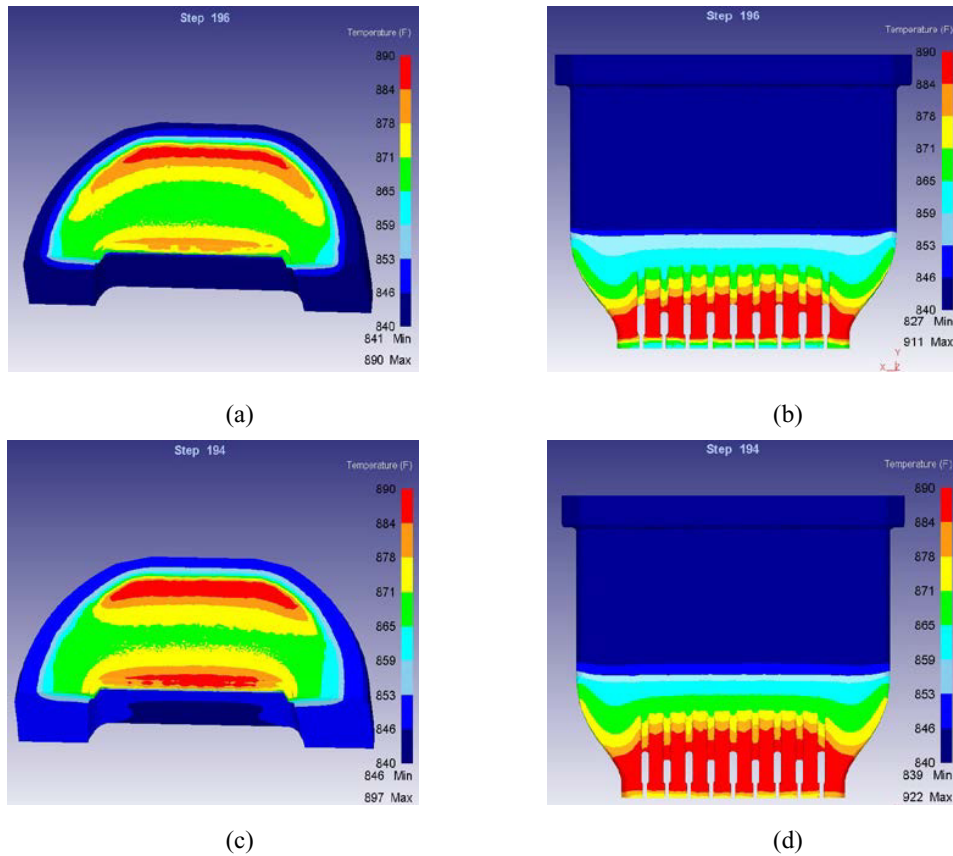 Step 196
Temperature (F)
890
884
878
871
865
859
853
846
840
841 Min
890 Max
(a)
Step 196
Temperature (F)
890
884
878
871
865
859
853
846
840
827 Min
911 Max
Y
X Z
(b)
Step 194
Temperature (F)
890
884
878
871
865
859
853
846
840
846 Min
897 Max
(c)
Step 194
Temperature (F)
890
884
878
871
865
859
853
846
840
839 Min
922 Max
(d)